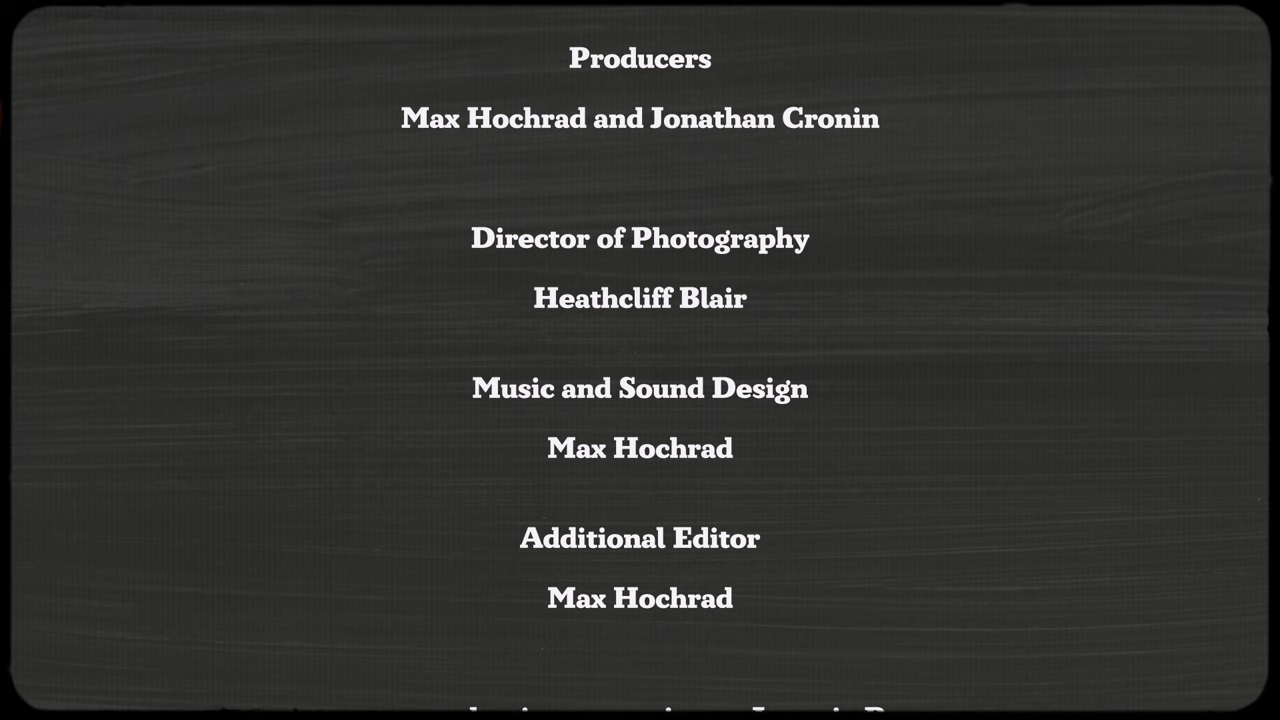 Producers
Max Hochrad and Jonathan Cronin
Director of Photography
Heathcliff Blair
Music and Sound Design
Max Hochrad
Additional Editor
Max Hochrad